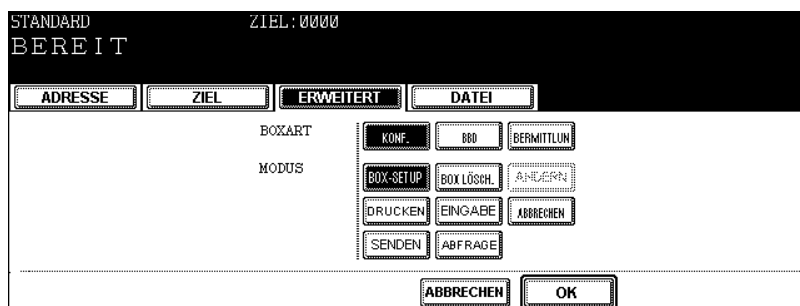 STANDARD ZIEL:0000
BEREIT
ADRESSE ZIEL ERWEITERT DATEI
BOXART KONF. BBD BERMITTLUN
MODUS BOX-SETUP BOX LÖSCH. ANDERN
DRUCKEN EINGABE ABBRECHEN
SENDEN ABFRAGE
ABBRECHEN OK